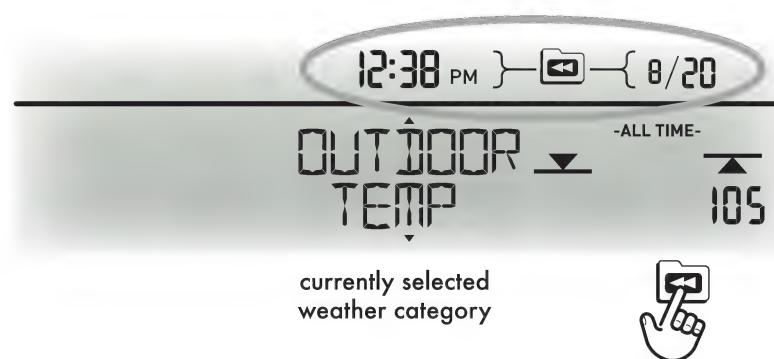 12:38 PM 8/20
-ALL TIME-
OUTDOOR
TEMP 105
currently selected
weather category